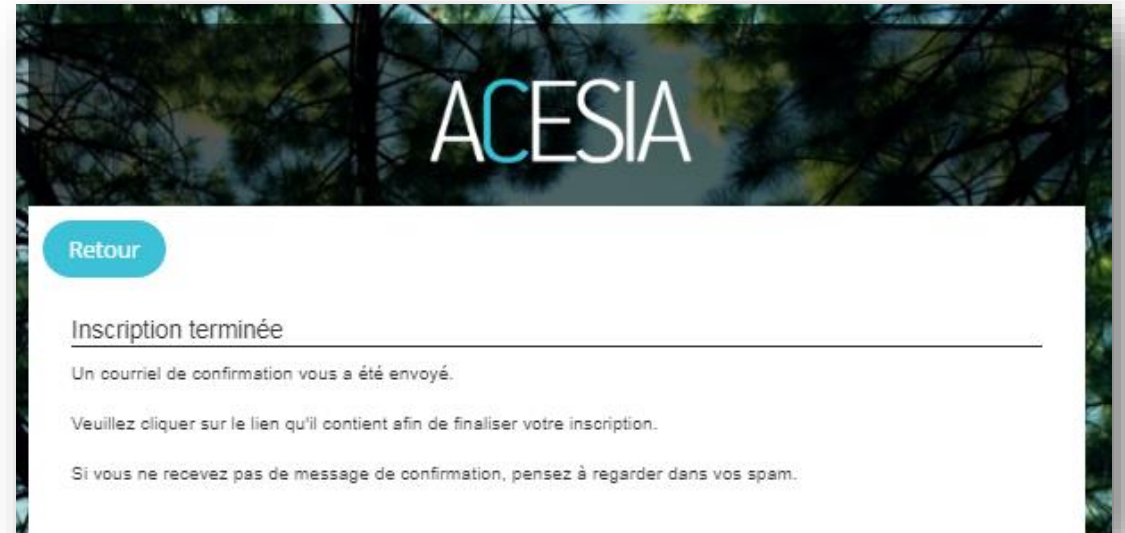 ACESIA
Retour
Inscription terminée
Un courriel de confirmation vous a été envoyé.
Veuillez cliquer sur le lien qu'il contient afin de finaliser votre inscription.
Si vous ne recevez pas de message de confirmation, pensez à regarder dans vos spam.